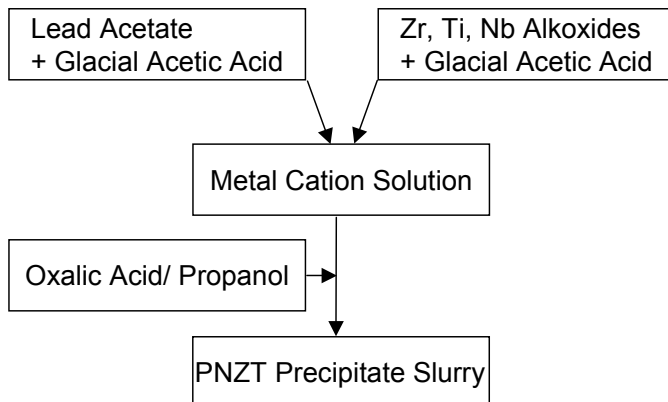 Lead Acetate
+ Glacial Acetic Acid
Zr, Ti, Nb Alkoxides
+ Glacial Acetic Acid
Metal Cation Solution
Oxalic Acid/ Propanol
PNZT Precipitate Slurry